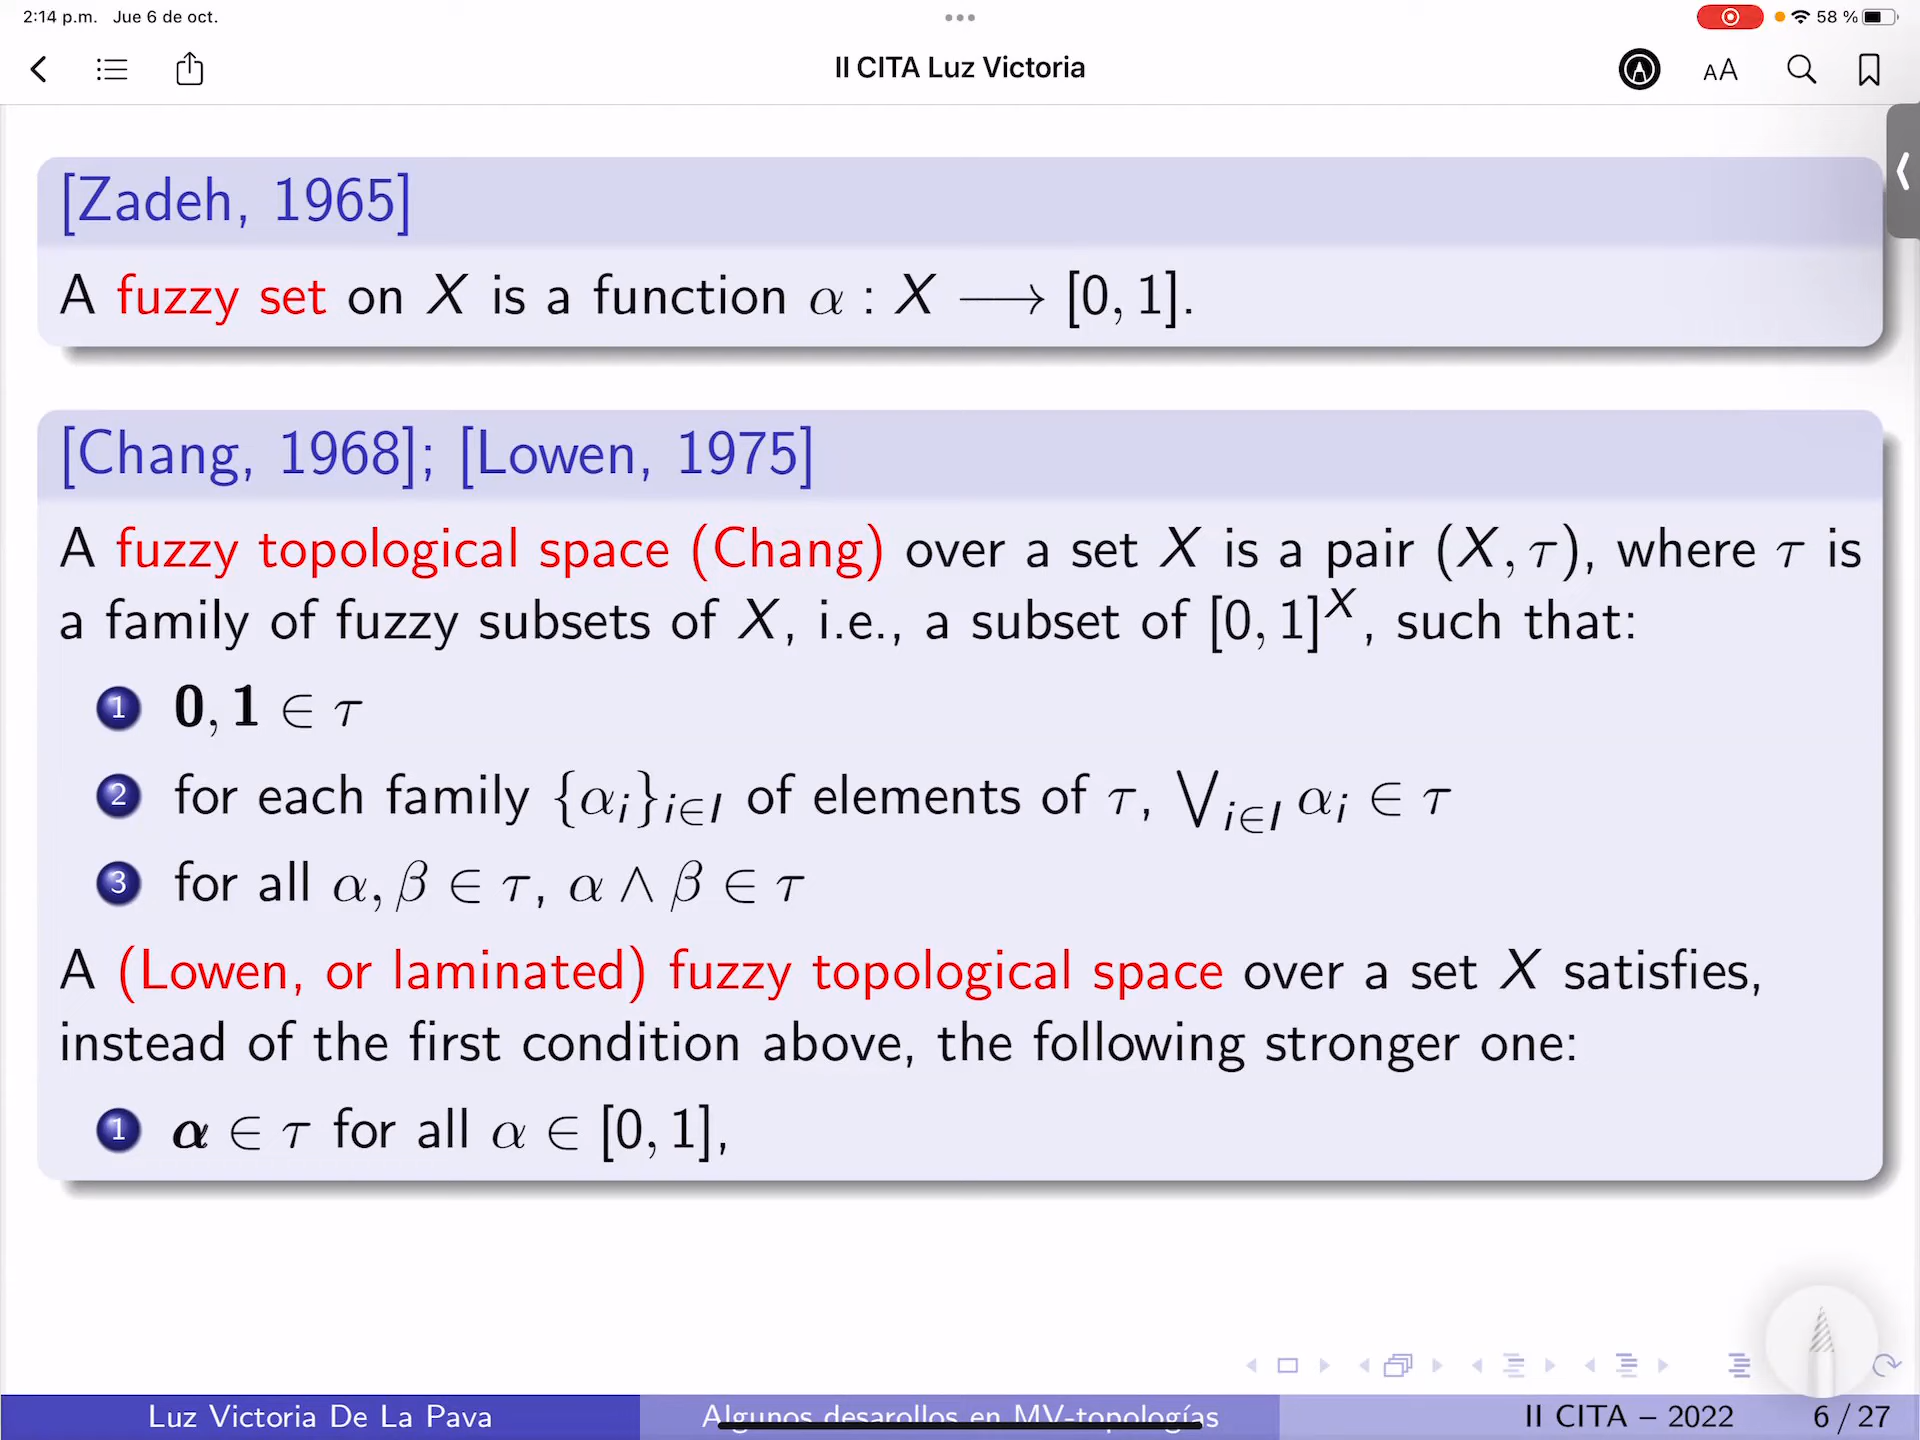 2:14 p.m. Jue 6 de oct.
58 %
II CITA Luz Victoria
AA
[Zadeh, 1965]
A fuzzy set on X is a function α : X ⟶ [0, 1].
[Chang, 1968]; [Lowen, 1975]
A fuzzy topological space (Chang) over a set X is a pair (X, τ), where τ is
a family of fuzzy subsets of X, i.e., a subset of [0, 1]^X, such that:
1 𝟎, 𝟏 ∈ τ
2 for each family {α_i}_{i∈I} of elements of τ, ⋁_{i∈I} α_i ∈ τ
3 for all α, β ∈ τ, α ∧ β ∈ τ
A (Lowen, or laminated) fuzzy topological space over a set X satisfies,
instead of the first condition above, the following stronger one:
1 𝜶 ∈ τ for all α ∈ [0, 1],
Luz Victoria De La Pava
Algunos desarollos en MV-topologías
II CITA – 2022
6 / 27